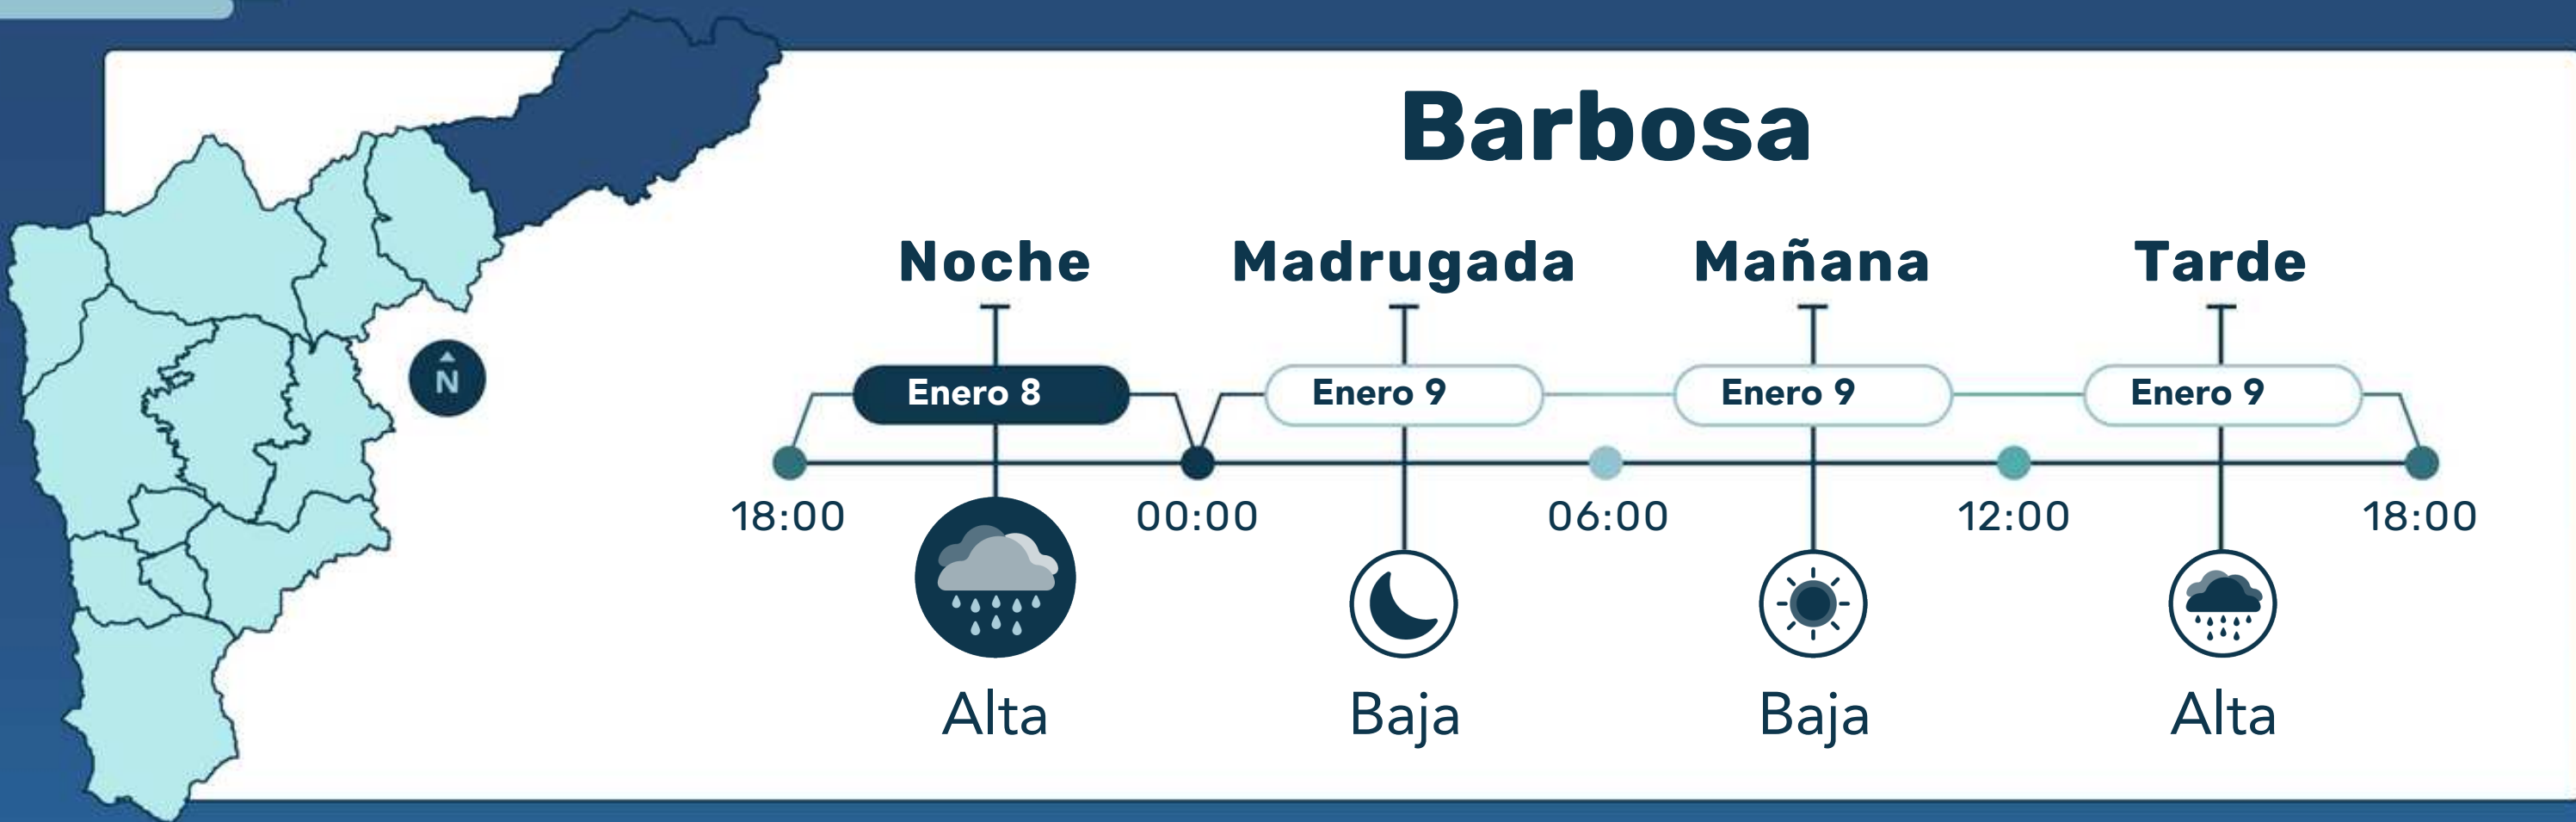 Barbosa
Noche Madrugada Mañana Tarde
Enero 8 Enero 9 Enero 9 Enero 9
N
18:00 00:00 06:00 12:00 18:00
Alta Baja Baja Alta